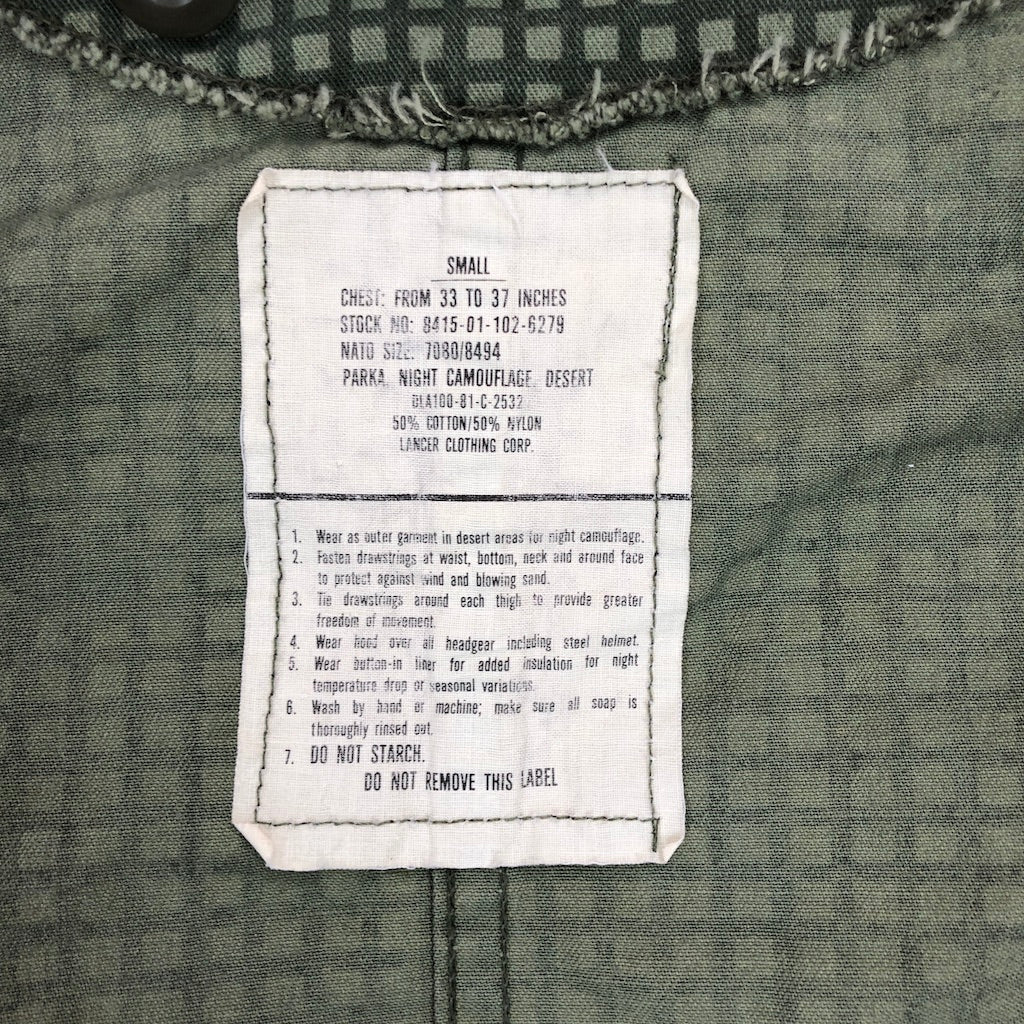 SMALL
CHEST: FROM 33 TO 37 INCHES
STOCK NO: 8415-01-102-6279
NATO SIZE: 7080/8494
PARKA, NIGHT CAMOUFLAGE, DESERT
DLA100-81-C-2532
50% COTTON/50% NYLON
LANCER CLOTHING CORP.
1. Wear as outer garment in desert areas for night camouflage.
2. Fasten drawstrings at waist, bottom, neck and around face
to protect against wind and blowing sand.
3. Tie drawstrings around each thigh to provide greater
freedom of movement.
4. Wear hood over all headgear including steel helmet.
5. Wear button-in liner for added insulation for night
temperature drop or seasonal variations.
6. Wash by hand or machine; make sure all soap is
thoroughly rinsed out.
7. DO NOT STARCH.
DO NOT REMOVE THIS LABEL